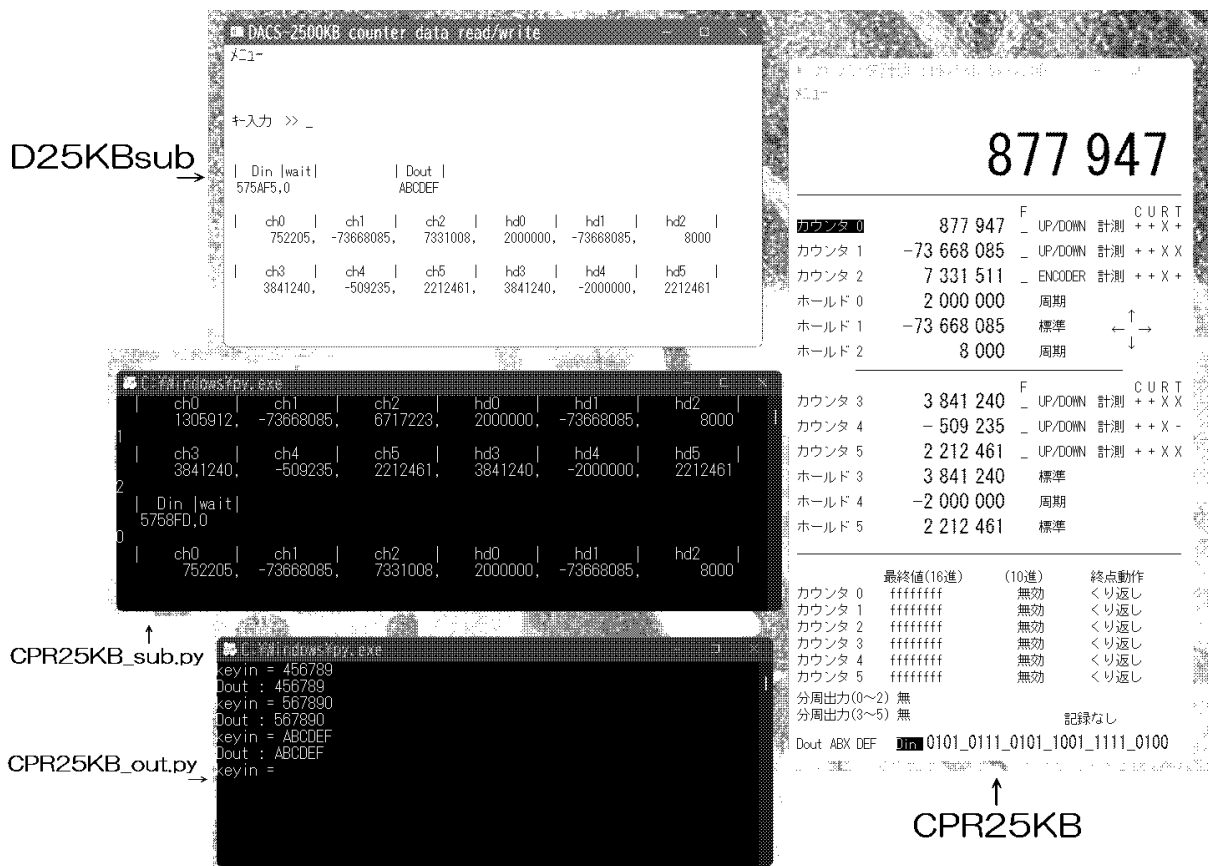 DACS-2500KB counter data read/write
メニュー
キー入力 >> _
| Din |wait| | Dout |
575AF5,0 ABCDEF
| ch0 | ch1 | ch2 | hd0 | hd1 | hd2 |
752205, -73668085, 7331008, 2000000, -73668085, 8000
| ch3 | ch4 | ch5 | hd3 | hd4 | hd5 |
3841240, -509235, 2212461, 3841240, -2000000, 2212461
D25KBsub
→
C:¥Windows¥py.exe
| ch0 | ch1 | ch2 | hd0 | hd1 | hd2 |
1305912, -73668085, 6717223, 2000000, -73668085, 8000
1
| ch3 | ch4 | ch5 | hd3 | hd4 | hd5 |
3841240, -509235, 2212461, 3841240, -2000000, 2212461
2
| Din |wait|
5758FD,0
0
| ch0 | ch1 | ch2 | hd0 | hd1 | hd2 |
752205, -73668085, 7331008, 2000000, -73668085, 8000
↑
CPR25KB_sub.py
C:¥Windows¥py.exe
keyin = 456789
Dout : 456789
keyin = 567890
Dout : 567890
keyin = ABCDEF
Dout : ABCDEF
keyin =
CPR25KB_out.py
→
メニュー
877 947
F C U R T
カウンタ 0 877 947 _ UP/DOWN 計測 + + X +
カウンタ 1 -73 668 085 _ UP/DOWN 計測 + + X X
カウンタ 2 7 331 511 _ ENCODER 計測 + + X +
ホールド 0 2 000 000 周期
ホールド 1 -73 668 085 標準
ホールド 2 8 000 周期
↑
← →
↓
F C U R T
カウンタ 3 3 841 240 _ UP/DOWN 計測 + + X X
カウンタ 4 - 509 235 _ UP/DOWN 計測 + + X -
カウンタ 5 2 212 461 _ UP/DOWN 計測 + + X X
ホールド 3 3 841 240 標準
ホールド 4 -2 000 000 周期
ホールド 5 2 212 461 標準
最終値(16進) (10進) 終点動作
カウンタ 0 ffffffff 無効 くり返し
カウンタ 1 ffffffff 無効 くり返し
カウンタ 2 ffffffff 無効 くり返し
カウンタ 3 ffffffff 無効 くり返し
カウンタ 4 ffffffff 無効 くり返し
カウンタ 5 ffffffff 無効 くり返し
分周出力(0～2) 無
分周出力(3～5) 無 記録なし
Dout ABX DEF Din 0101_0111_0101_1001_1111_0100
↑
CPR25KB